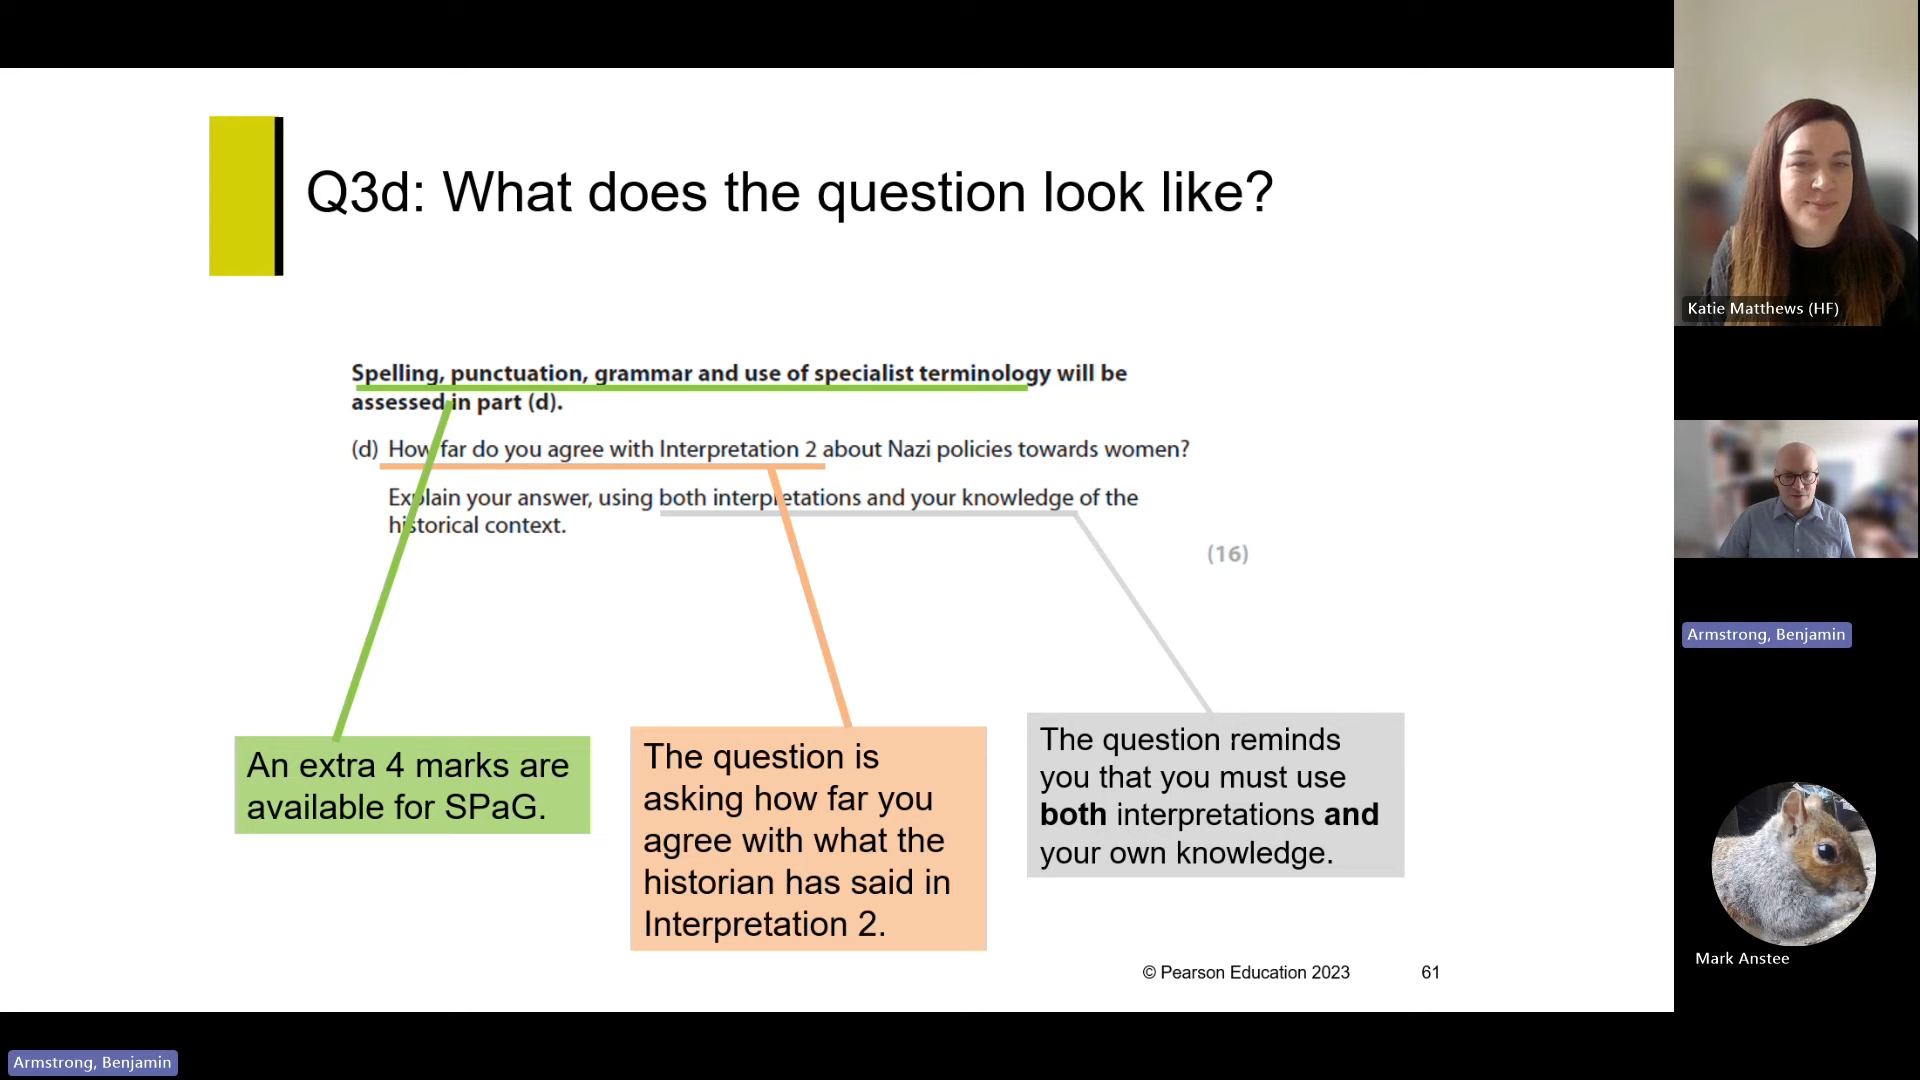 Q3d: What does the question look like?
Spelling, punctuation, grammar and use of specialist terminology will be
assessed in part (d).
(d) How far do you agree with Interpretation 2 about Nazi policies towards women?
Explain your answer, using both interpretations and your knowledge of the
historical context.
(16)
An extra 4 marks are
available for SPaG.
The question is
asking how far you
agree with what the
historian has said in
Interpretation 2.
The question reminds
you that you must use
both interpretations and
your own knowledge.
© Pearson Education 2023
61
Katie Matthews (HF)
Armstrong, Benjamin
Mark Anstee
Armstrong, Benjamin